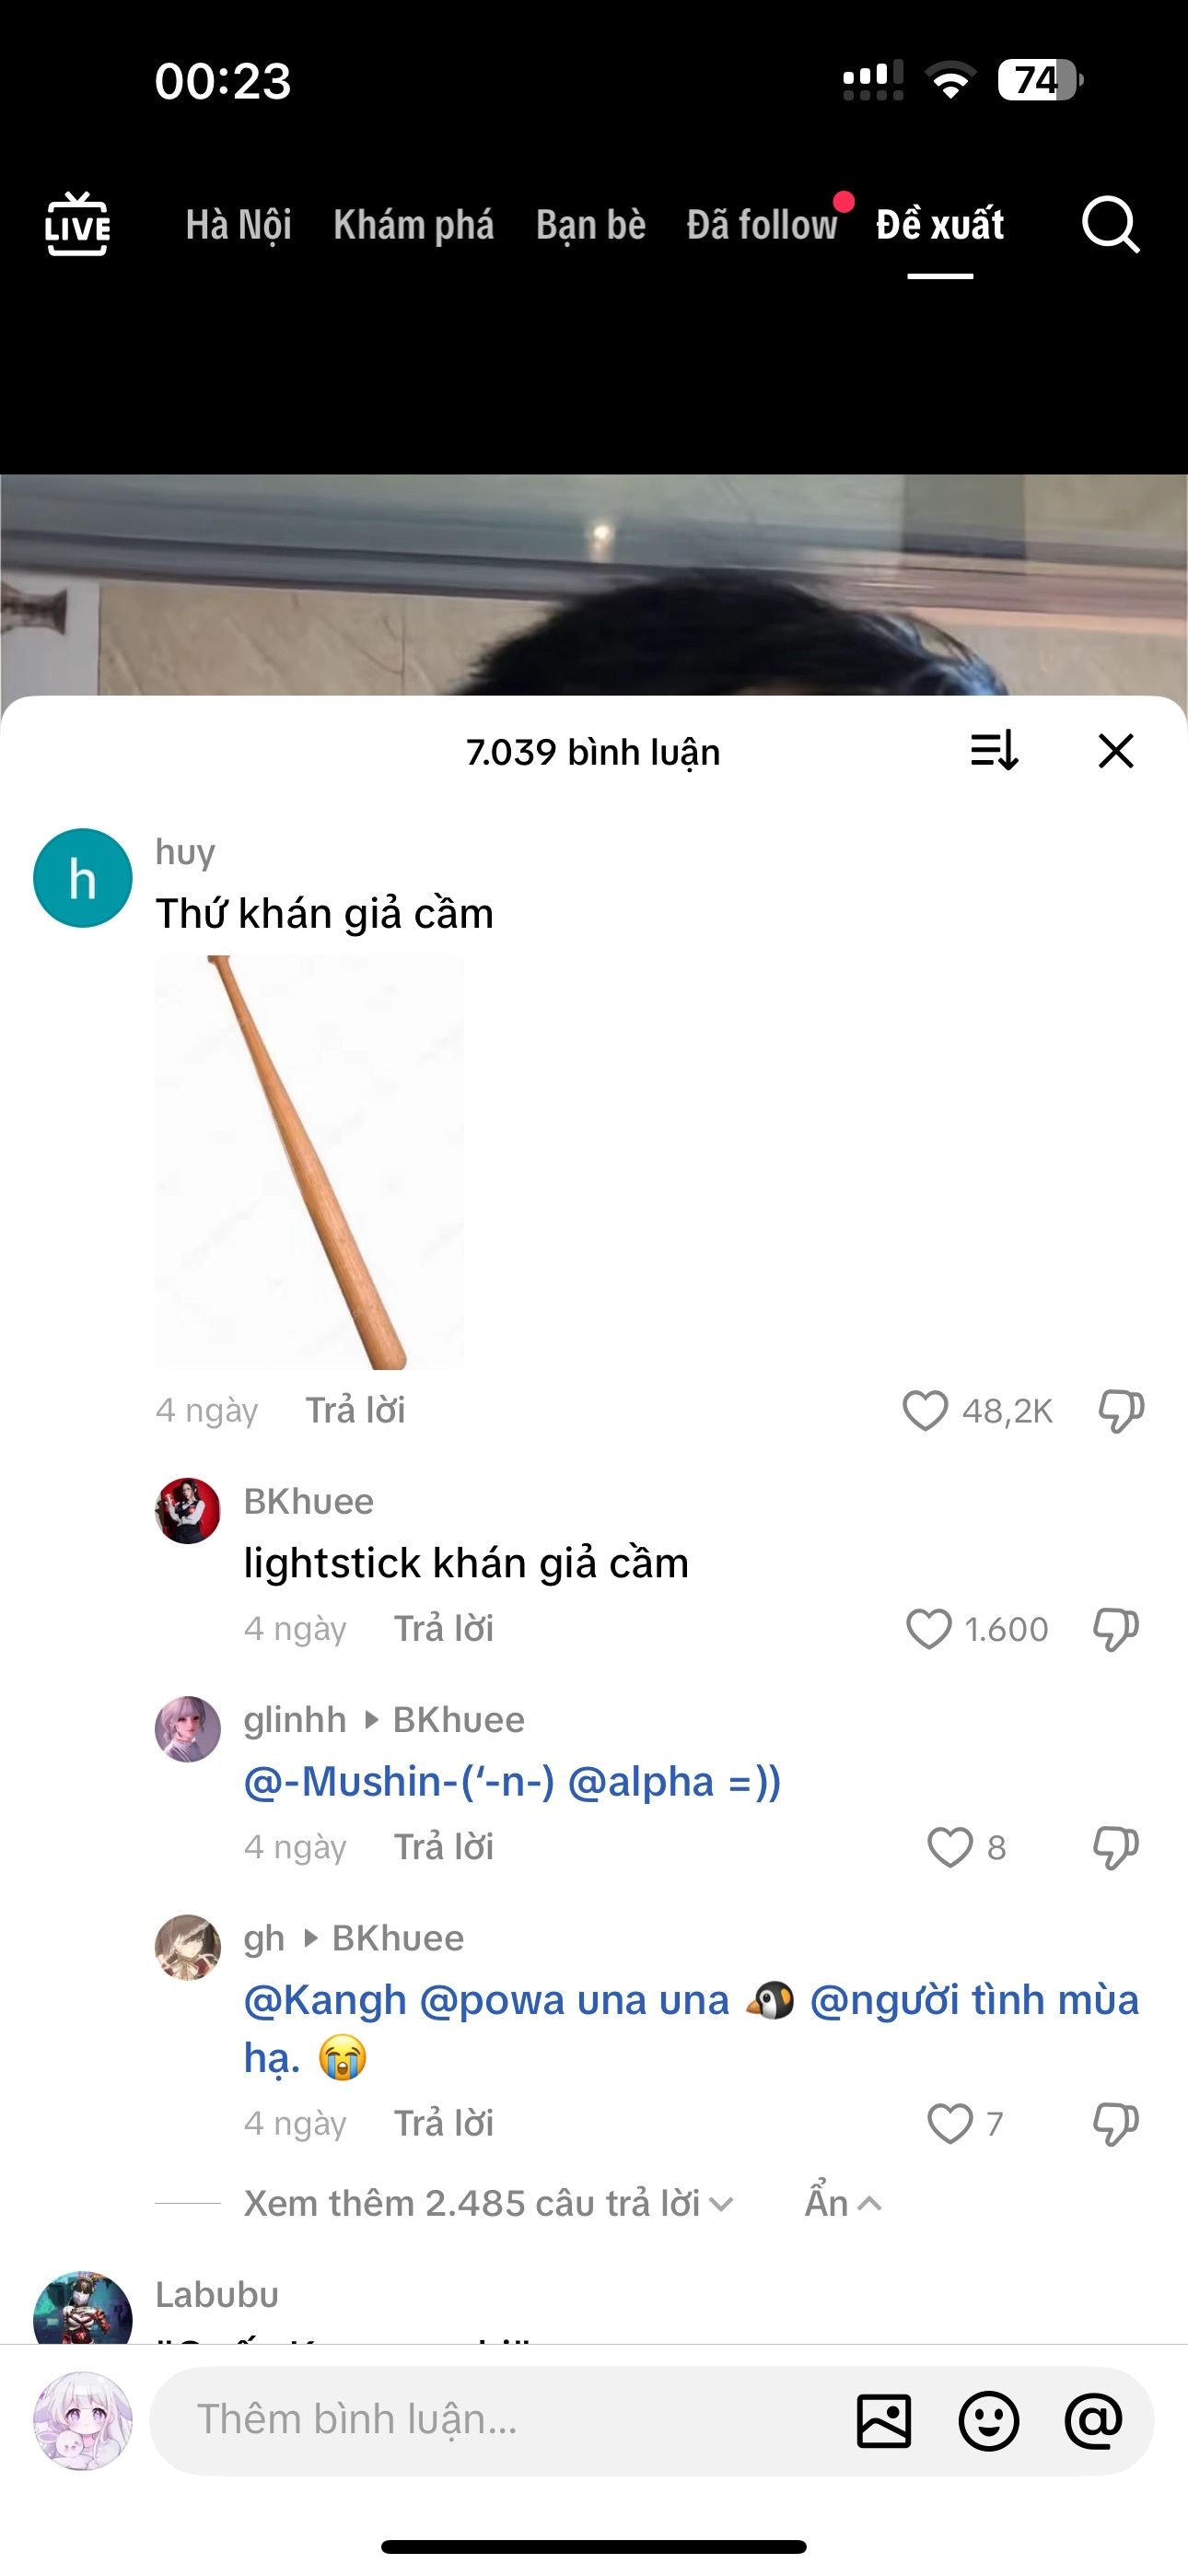 00:23
74
LIVE
Hà Nội Khám phá Bạn bè Đã follow Đề xuất
7.039 bình luận
h
huy
Thứ khán giả cầm
4 ngày Trả lời 48,2K
BKhuee
lightstick khán giả cầm
4 ngày Trả lời 1.600
glinhh ▸ BKhuee
@-Mushin-(‘-n-) @alpha =))
4 ngày Trả lời 8
gh ▸ BKhuee
@Kangh @powa una una 🐧 @người tình mùa
hạ. 😭
4 ngày Trả lời 7
Xem thêm 2.485 câu trả lời Ẩn
Labubu
Thêm bình luận...